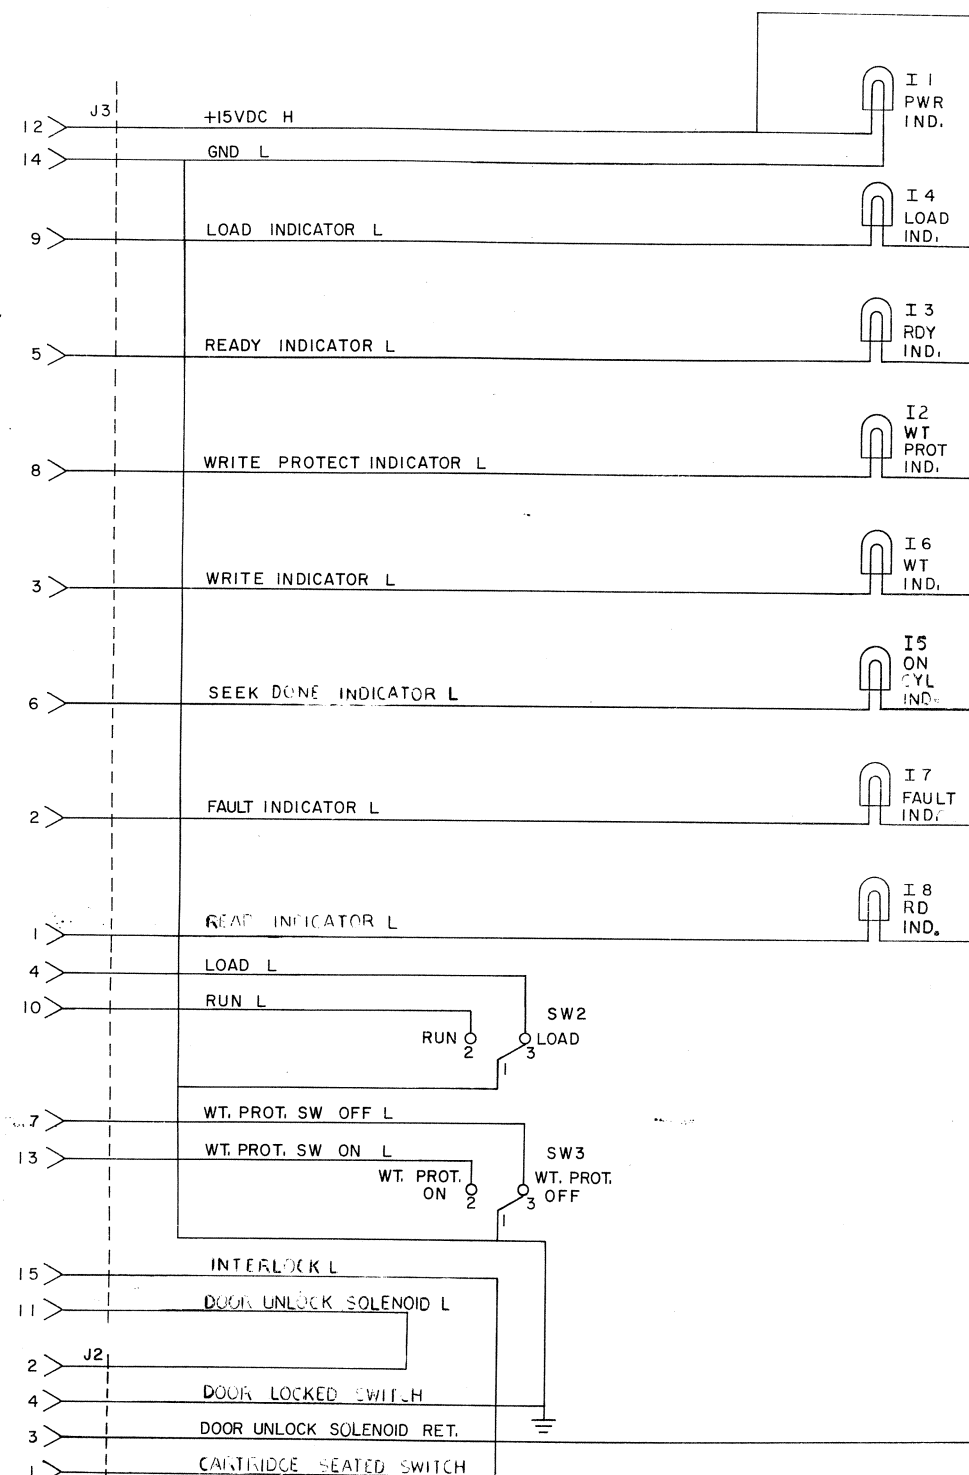 I 1
PWR
IND.
J3
12
+15VDC H
14
GND L
I 4
LOAD
IND.
9
LOAD INDICATOR L
I 3
RDY
IND.
5
READY INDICATOR L
I2
WT
PROT
IND.
8
WRITE PROTECT INDICATOR L
I6
WT
IND.
3
WRITE INDICATOR L
I5
ON
CYL
IND.
6
SEEK DONE INDICATOR L
I 7
FAULT
IND.
2
FAULT INDICATOR L
I 8
RD
IND.
1
READ INDICATOR L
4
LOAD L
10
RUN L
SW2
RUN
2
3
LOAD
1
7
WT. PROT. SW OFF L
13
WT. PROT. SW ON L
SW3
WT. PROT.
ON
2
3
WT. PROT.
OFF
1
15
INTERLOCK L
11
DOOR UNLOCK SOLENOID L
J2
2
4
DOOR LOCKED SWITCH
3
DOOR UNLOCK SOLENOID RET.
1
CARTRIDGE SEATED SWITCH